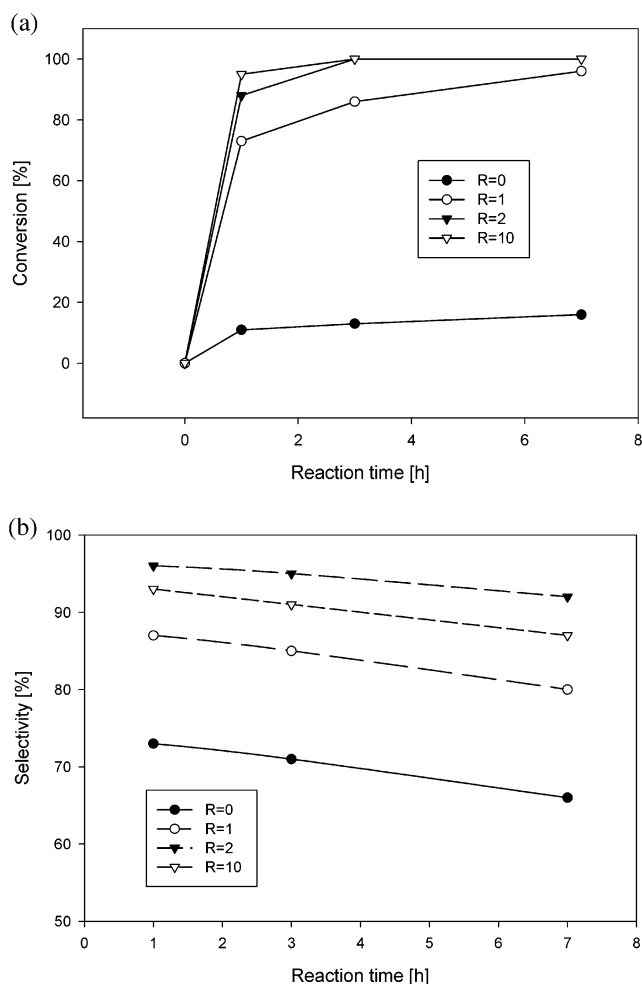 (a)
100
80
60
40
20
0
Conversion [%]
R=0
R=1
R=2
R=10
0 2 4 6 8
Reaction time [h]
(b)
100
90
80
70
60
50
Selectivity [%]
R=0
R=1
R=2
R=10
0 1 2 3 4 5 6 7 8
Reaction time [h]